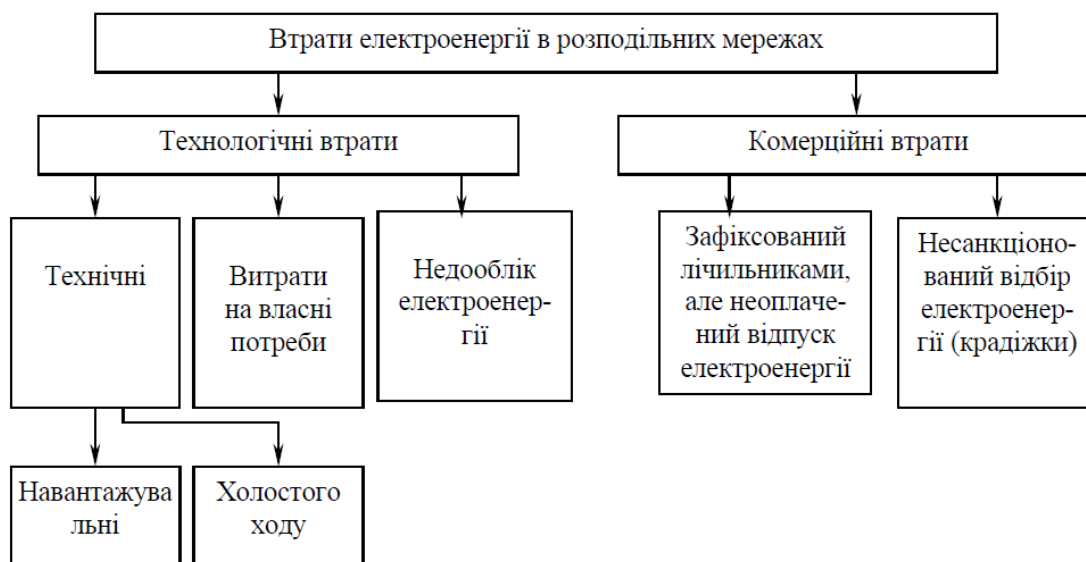 Втрати електроенергії в розподільних мережах
Технологічні втрати
Комерційні втрати
Технічні
Витрати
на власні
потреби
Недооблік
електроенер-
гії
Зафіксований
лічильниками,
але неоплаче-
ний відпуск
електроенергії
Несанкціоно-
ваний відбір
електроенер-
гії (крадіжки)
Навантажува
льні
Холостого
ходу